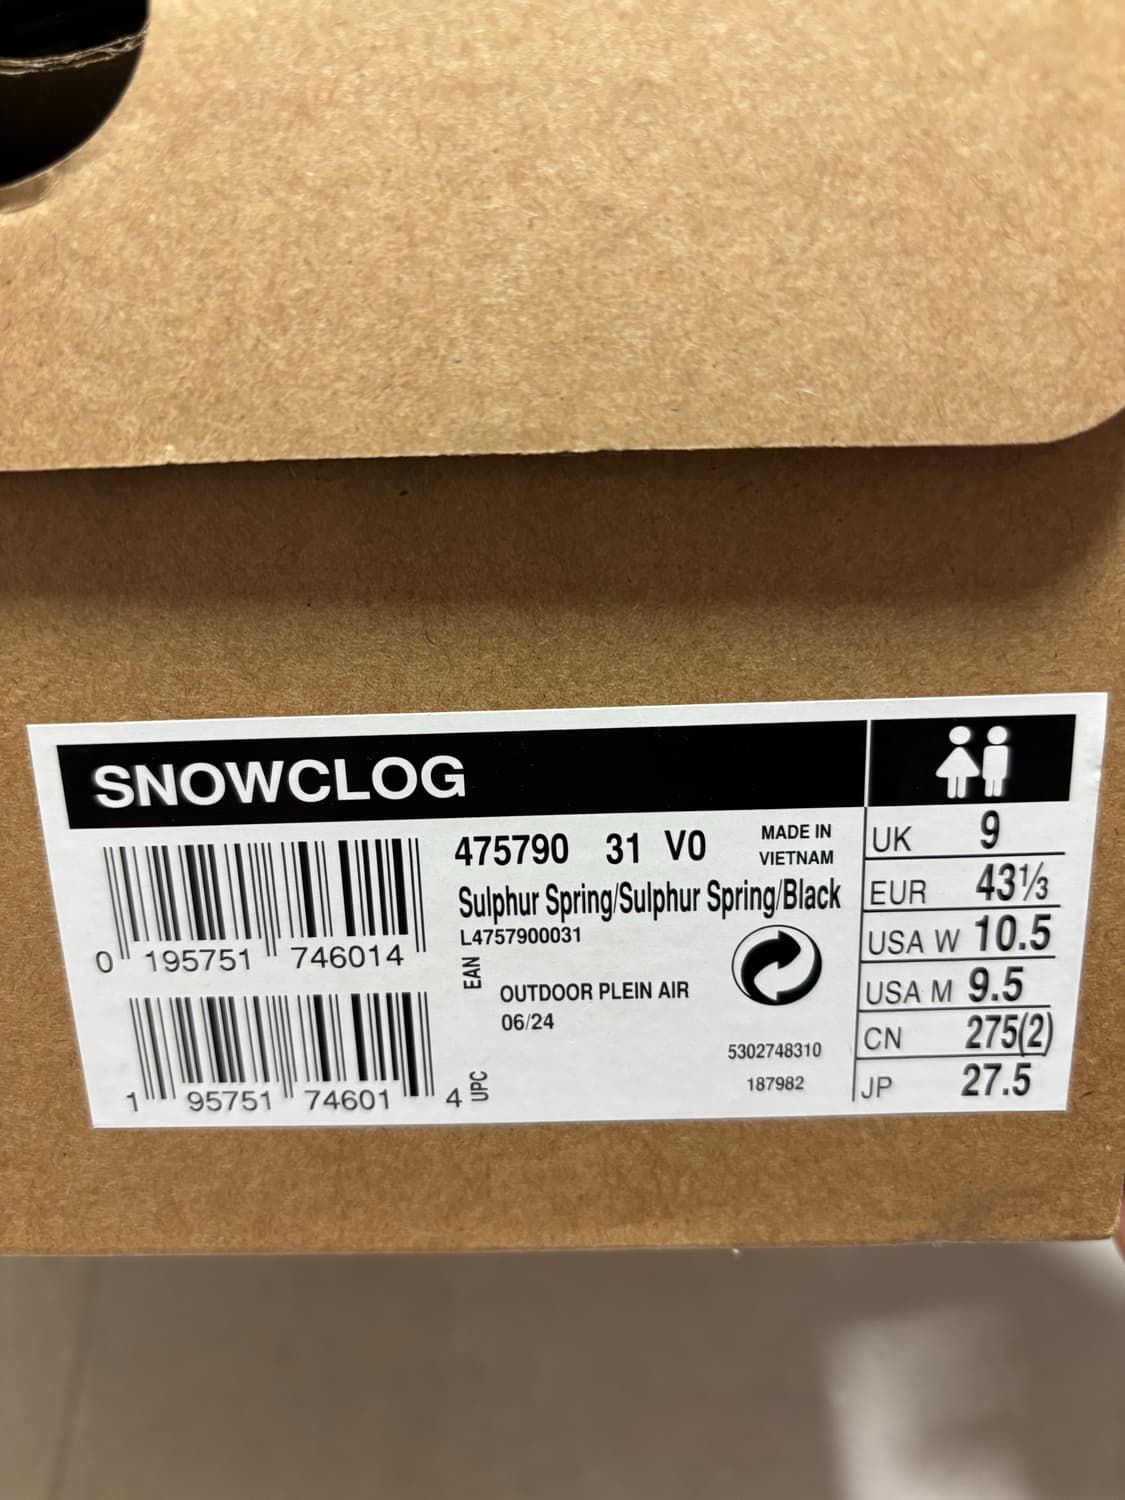 SNOWCLOG
0 195751 746014
EAN
1 95751 74601 4
UPC
475790 31 V0
MADE IN
VIETNAM
Sulphur Spring/Sulphur Spring/Black
L4757900031
OUTDOOR PLEIN AIR
06/24
5302748310
187982
UK 9
EUR 43⅓
USA W 10.5
USA M 9.5
CN 275(2)
JP 27.5